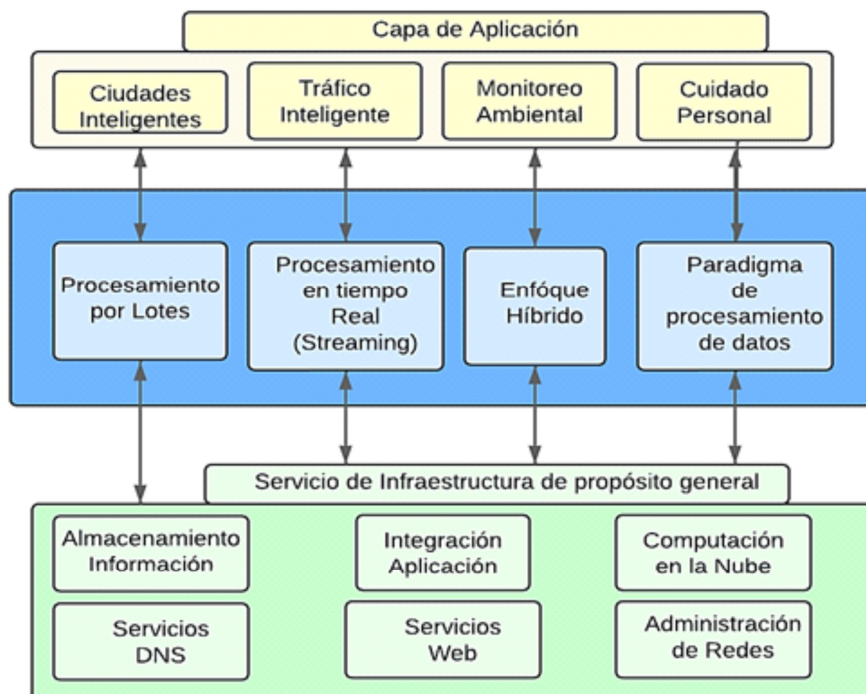 Capa de Aplicación
Ciudades
Inteligentes
Tráfico
Inteligente
Monitoreo
Ambiental
Cuidado
Personal
Procesamiento
por Lotes
Procesamiento
en tiempo
Real
(Streaming)
Enfóque
Híbrido
Paradigma
de
procesamiento
de datos
Servicio de Infraestructura de propósito general
Almacenamiento
Información
Integración
Aplicación
Computación
en la Nube
Servicios
DNS
Servicios
Web
Administración
de Redes